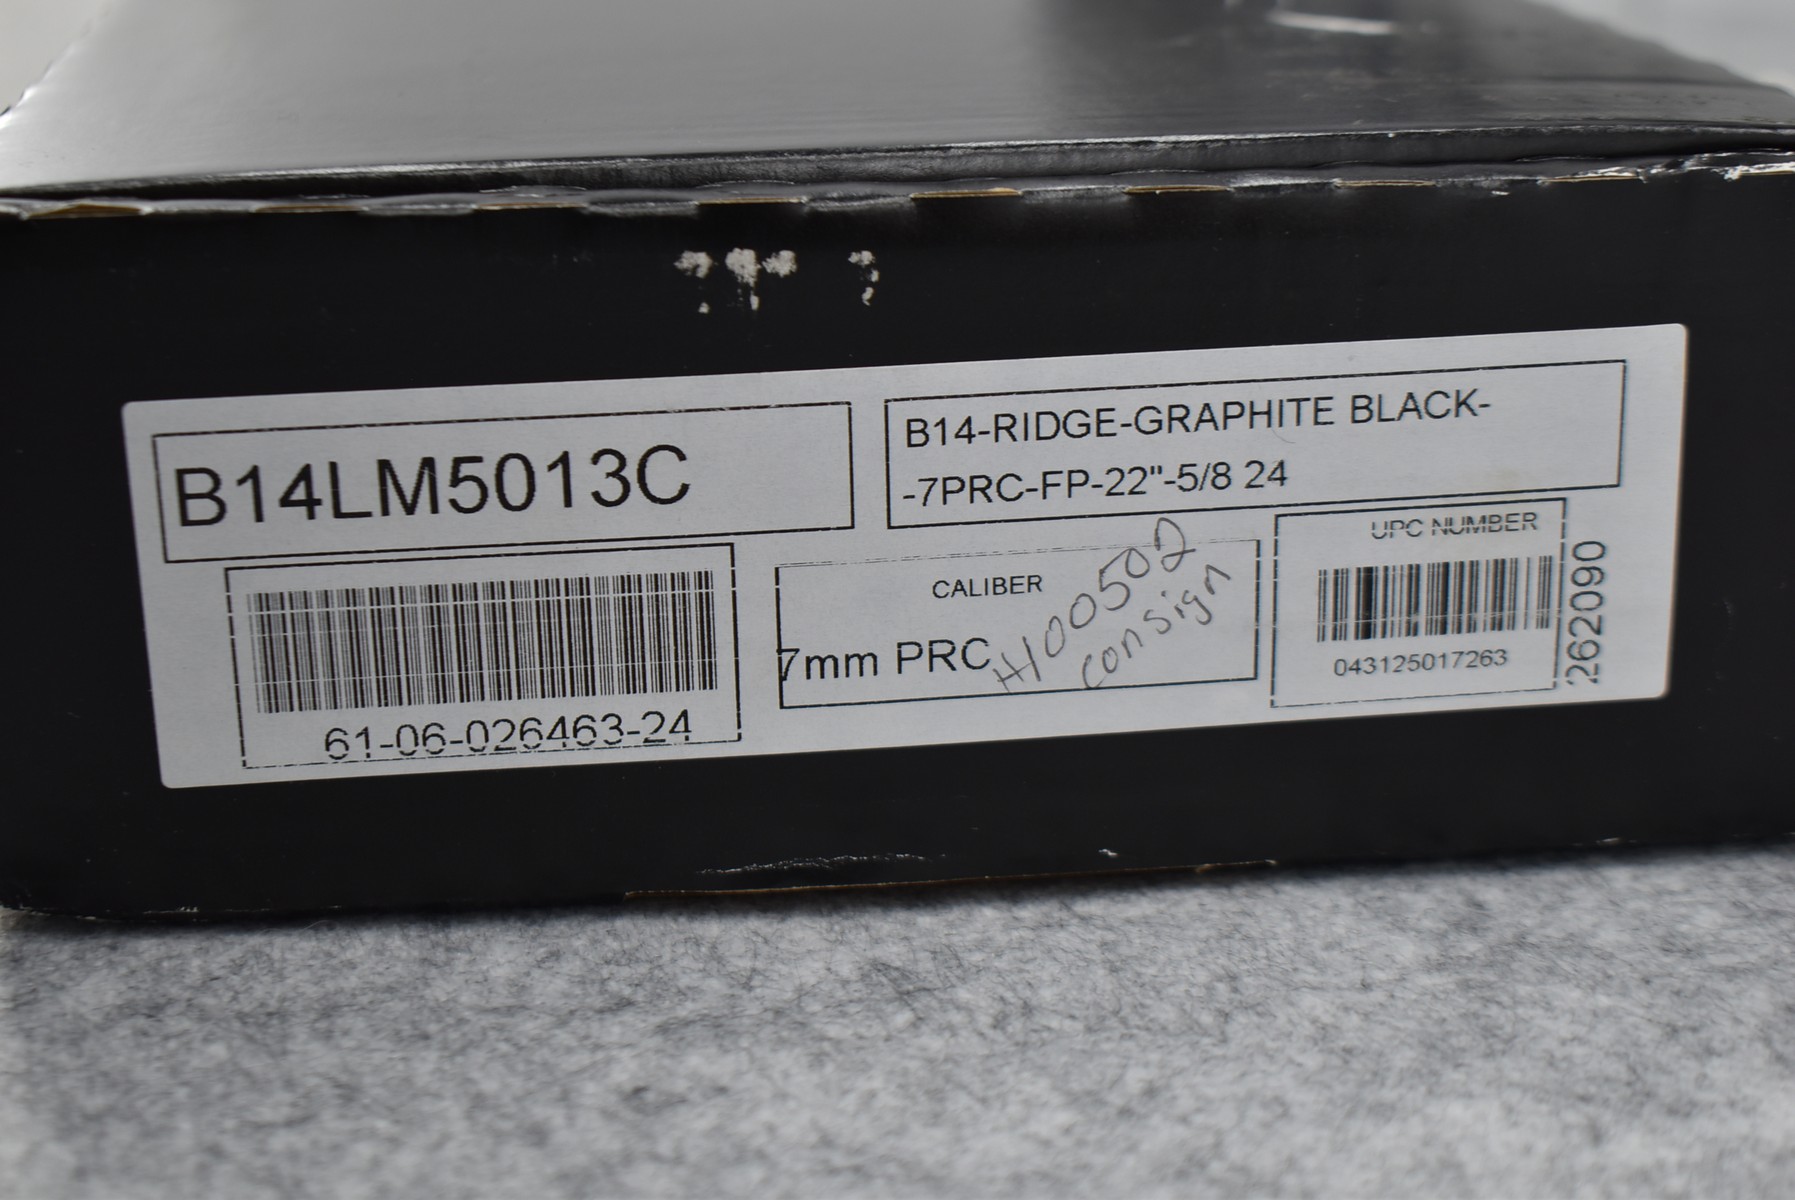 B14LM5013C
B14-RIDGE-GRAPHITE BLACK-
-7PRC-FP-22"-5/8 24
61-06-026463-24
CALIBER
7mm PRC
H100502
consign
UPC NUMBER
043125017263
262090